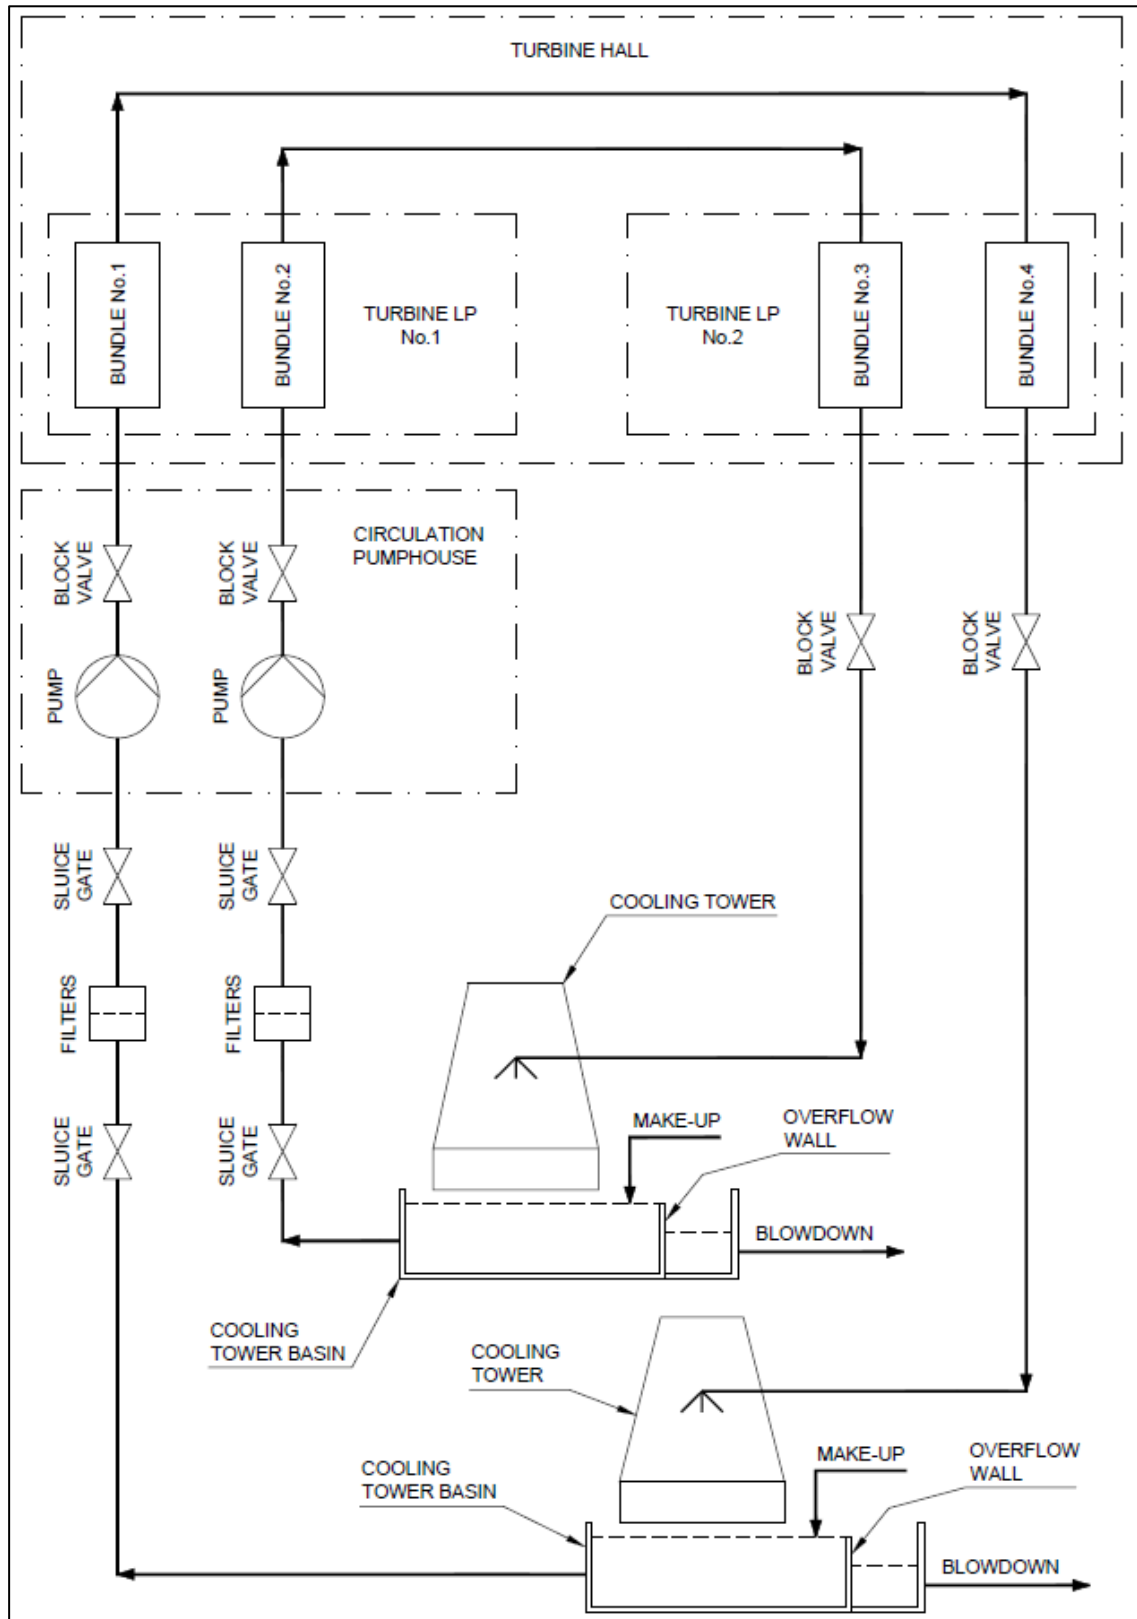 TURBINE HALL
BUNDLE No.1
BUNDLE No.2
TURBINE LP
No.1
TURBINE LP
No.2
BUNDLE No.3
BUNDLE No.4
CIRCULATION
PUMPHOUSE
BLOCK
VALVE
BLOCK
VALVE
BLOCK
VALVE
BLOCK
VALVE
PUMP
PUMP
SLUICE
GATE
SLUICE
GATE
COOLING TOWER
FILTERS
FILTERS
SLUICE
GATE
SLUICE
GATE
MAKE-UP
OVERFLOW
WALL
BLOWDOWN
COOLING
TOWER BASIN
COOLING
TOWER
COOLING
TOWER BASIN
MAKE-UP
OVERFLOW
WALL
BLOWDOWN